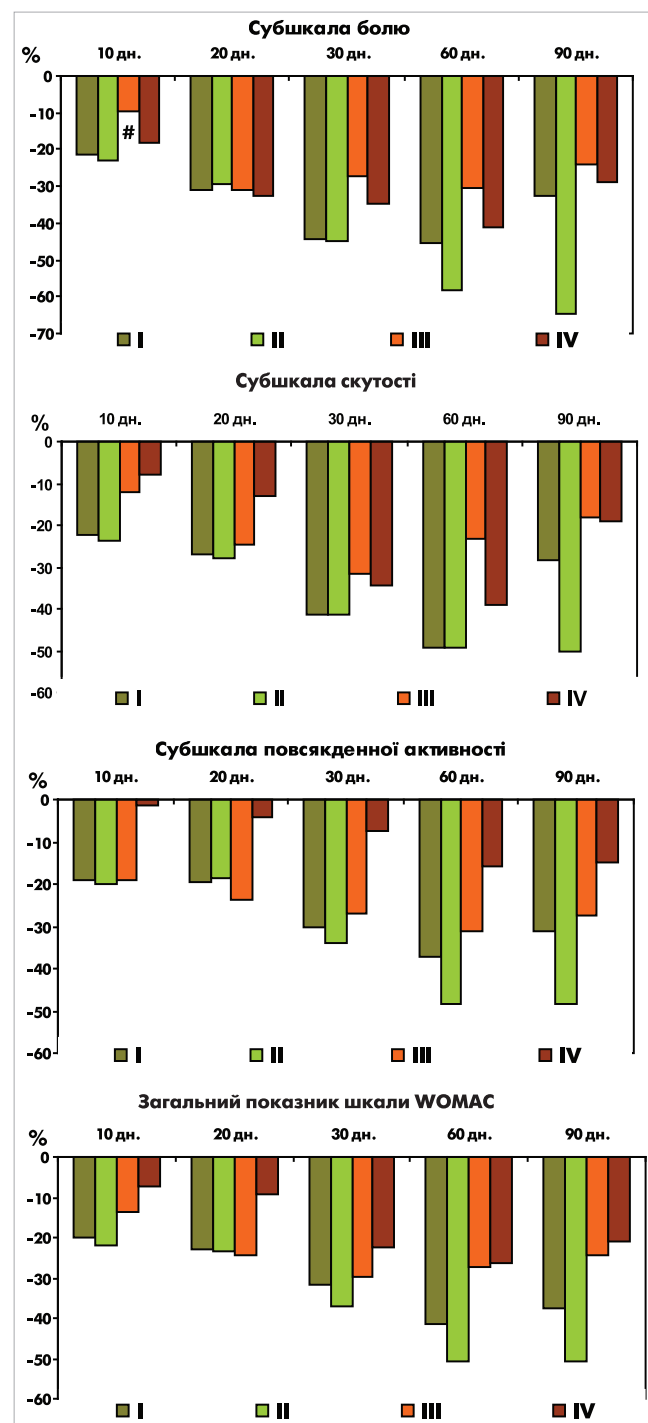 Субшкала болю
% 10 дн. 20 дн. 30 дн. 60 дн. 90 дн.
0
-10
#
-20
-30
-40
-50
-60
-70
I II III IV
Субшкала скутості
% 10 дн. 20 дн. 30 дн. 60 дн. 90 дн.
0
-10
-20
-30
-40
-50
-60
I II III IV
Субшкала повсякденної активності
% 10 дн. 20 дн. 30 дн. 60 дн. 90 дн.
0
-10
-20
-30
-40
-50
-60
I II III IV
Загальний показник шкали WOMAC
% 10 дн. 20 дн. 30 дн. 60 дн. 90 дн.
0
-10
-20
-30
-40
-50
-60
I II III IV